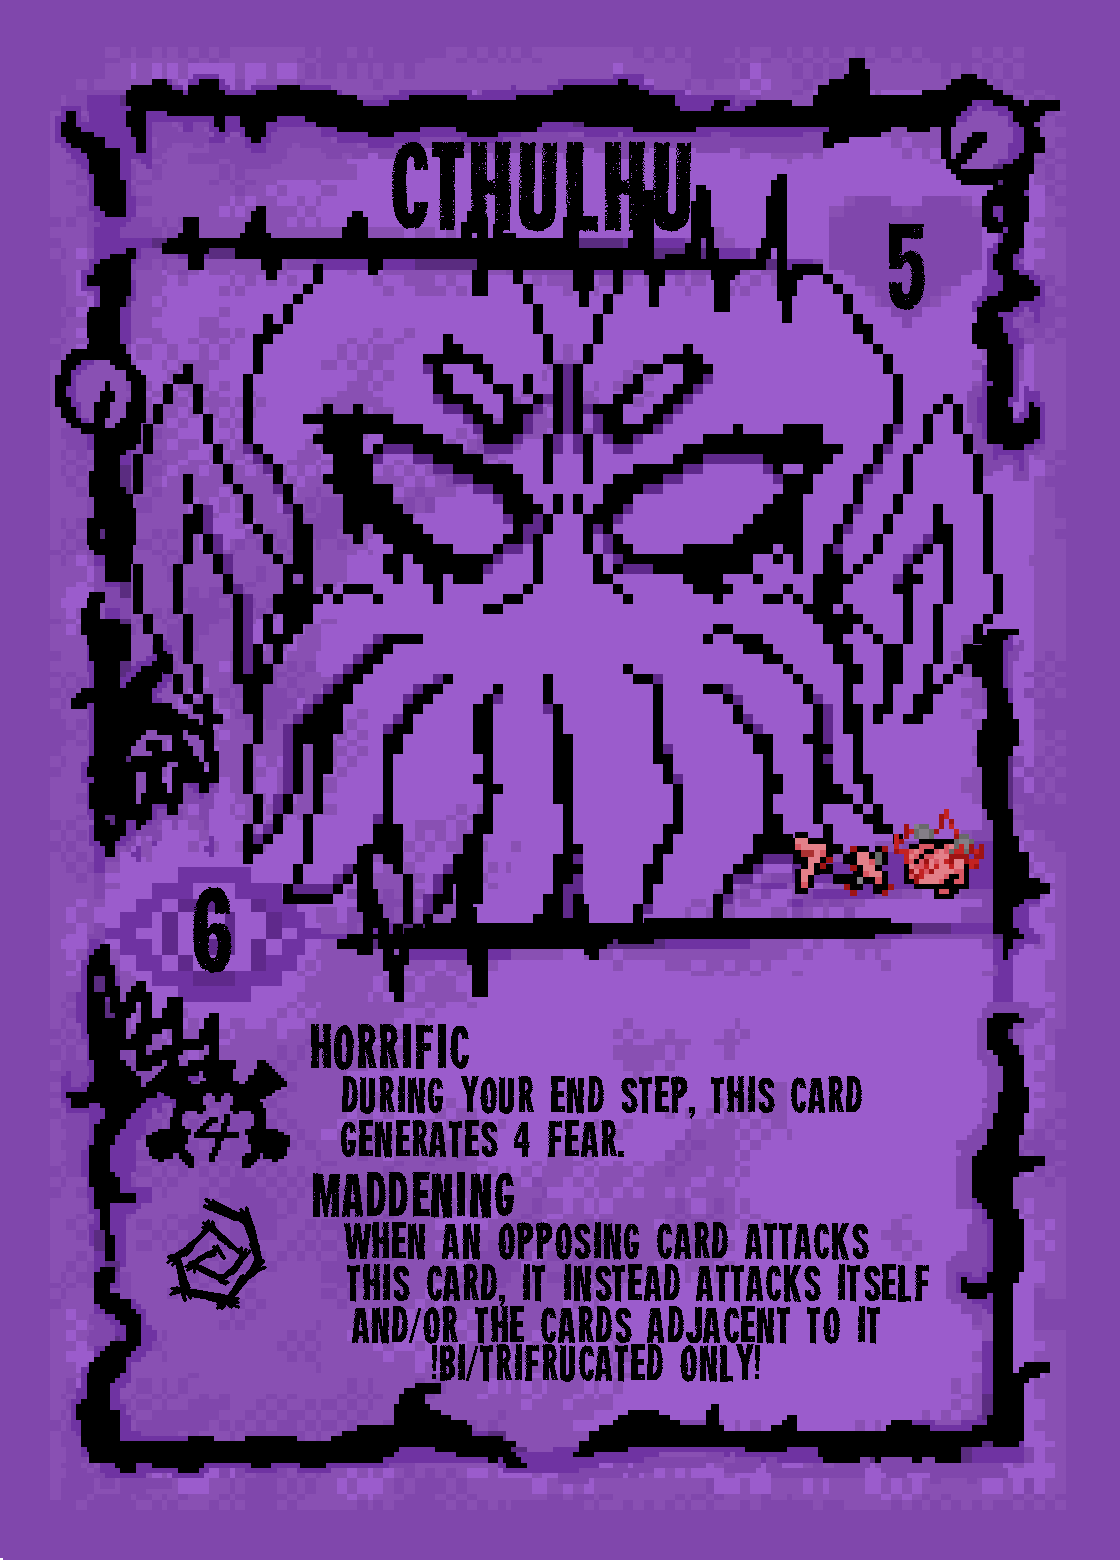 CTHULHU
5
6
HORRIFIC
DURING YOUR END STEP, THIS CARD
GENERATES 4 FEAR.
4
MADDENING
WHEN AN OPPOSING CARD ATTACKS
THIS CARD, IT INSTEAD ATTACKS ITSELF
AND/OR THE CARDS ADJACENT TO IT
!BI/TRIFRUCATED ONLY!